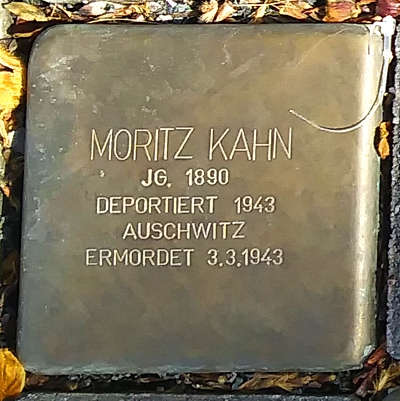 MORITZ KAHN
JG. 1890
DEPORTIERT 1943
AUSCHWITZ
ERMORDET 3.3.1943